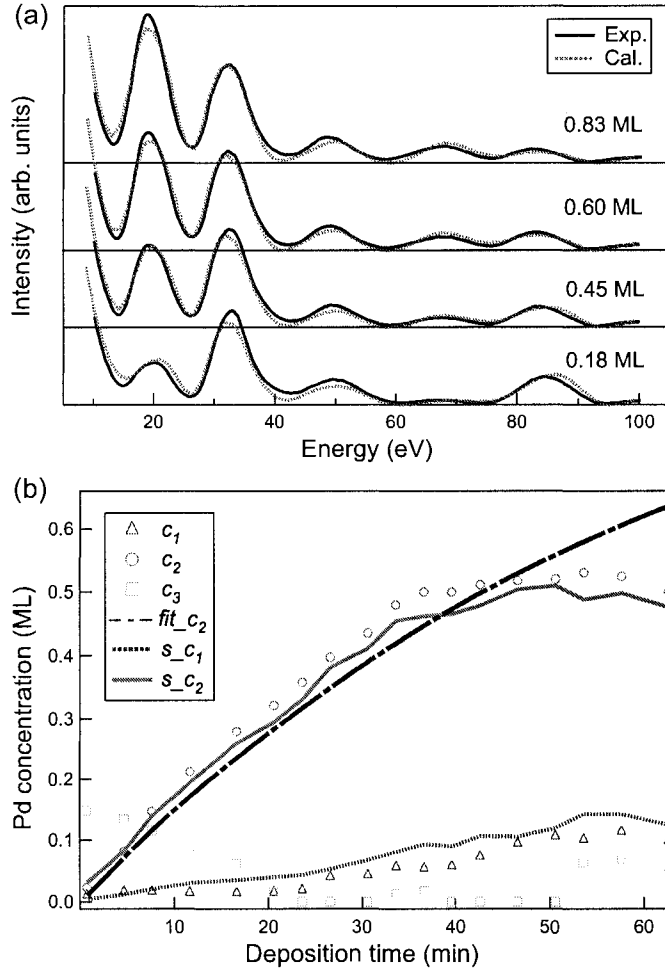 (a)
Intensity (arb. units)
Exp.
Cal.
0.83 ML
0.60 ML
0.45 ML
0.18 ML
20 40 60 80 100
Energy (eV)
(b)
Pd concentration (ML)
0.6
0.5
0.4
0.3
0.2
0.1
0.0
c1
c2
c3
fit_c2
s_c1
s_c2
10 20 30 40 50 60
Deposition time (min)